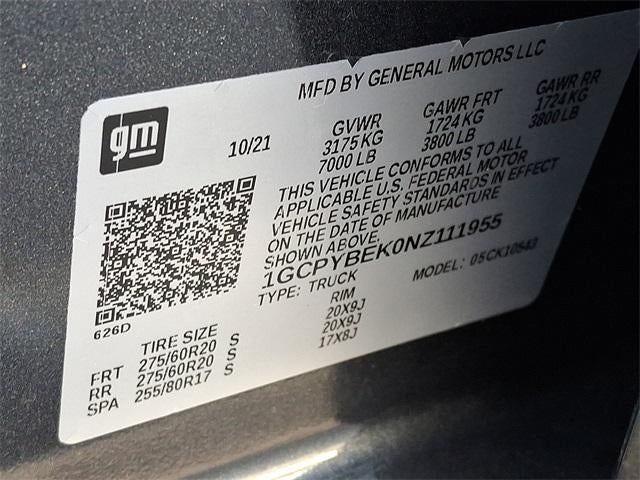 MFD BY GENERAL MOTORS LLC
gm
10/21
GVWR
3175 KG
7000 LB
GAWR FRT
1724 KG
3800 LB
GAWR RR
1724 KG
3800 LB
THIS VEHICLE CONFORMS TO ALL
APPLICABLE U.S. FEDERAL MOTOR
VEHICLE SAFETY STANDARDS IN EFFECT
ON THE DATE OF MANUFACTURE
SHOWN ABOVE.
1GCPYBEK0NZ111955
TYPE: TRUCK
MODEL: 05CK10543
626D
TIRE SIZE
RIM
FRT 275/60R20 S 20X9J
RR 275/60R20 S 20X9J
SPA 255/80R17 S 17X8J